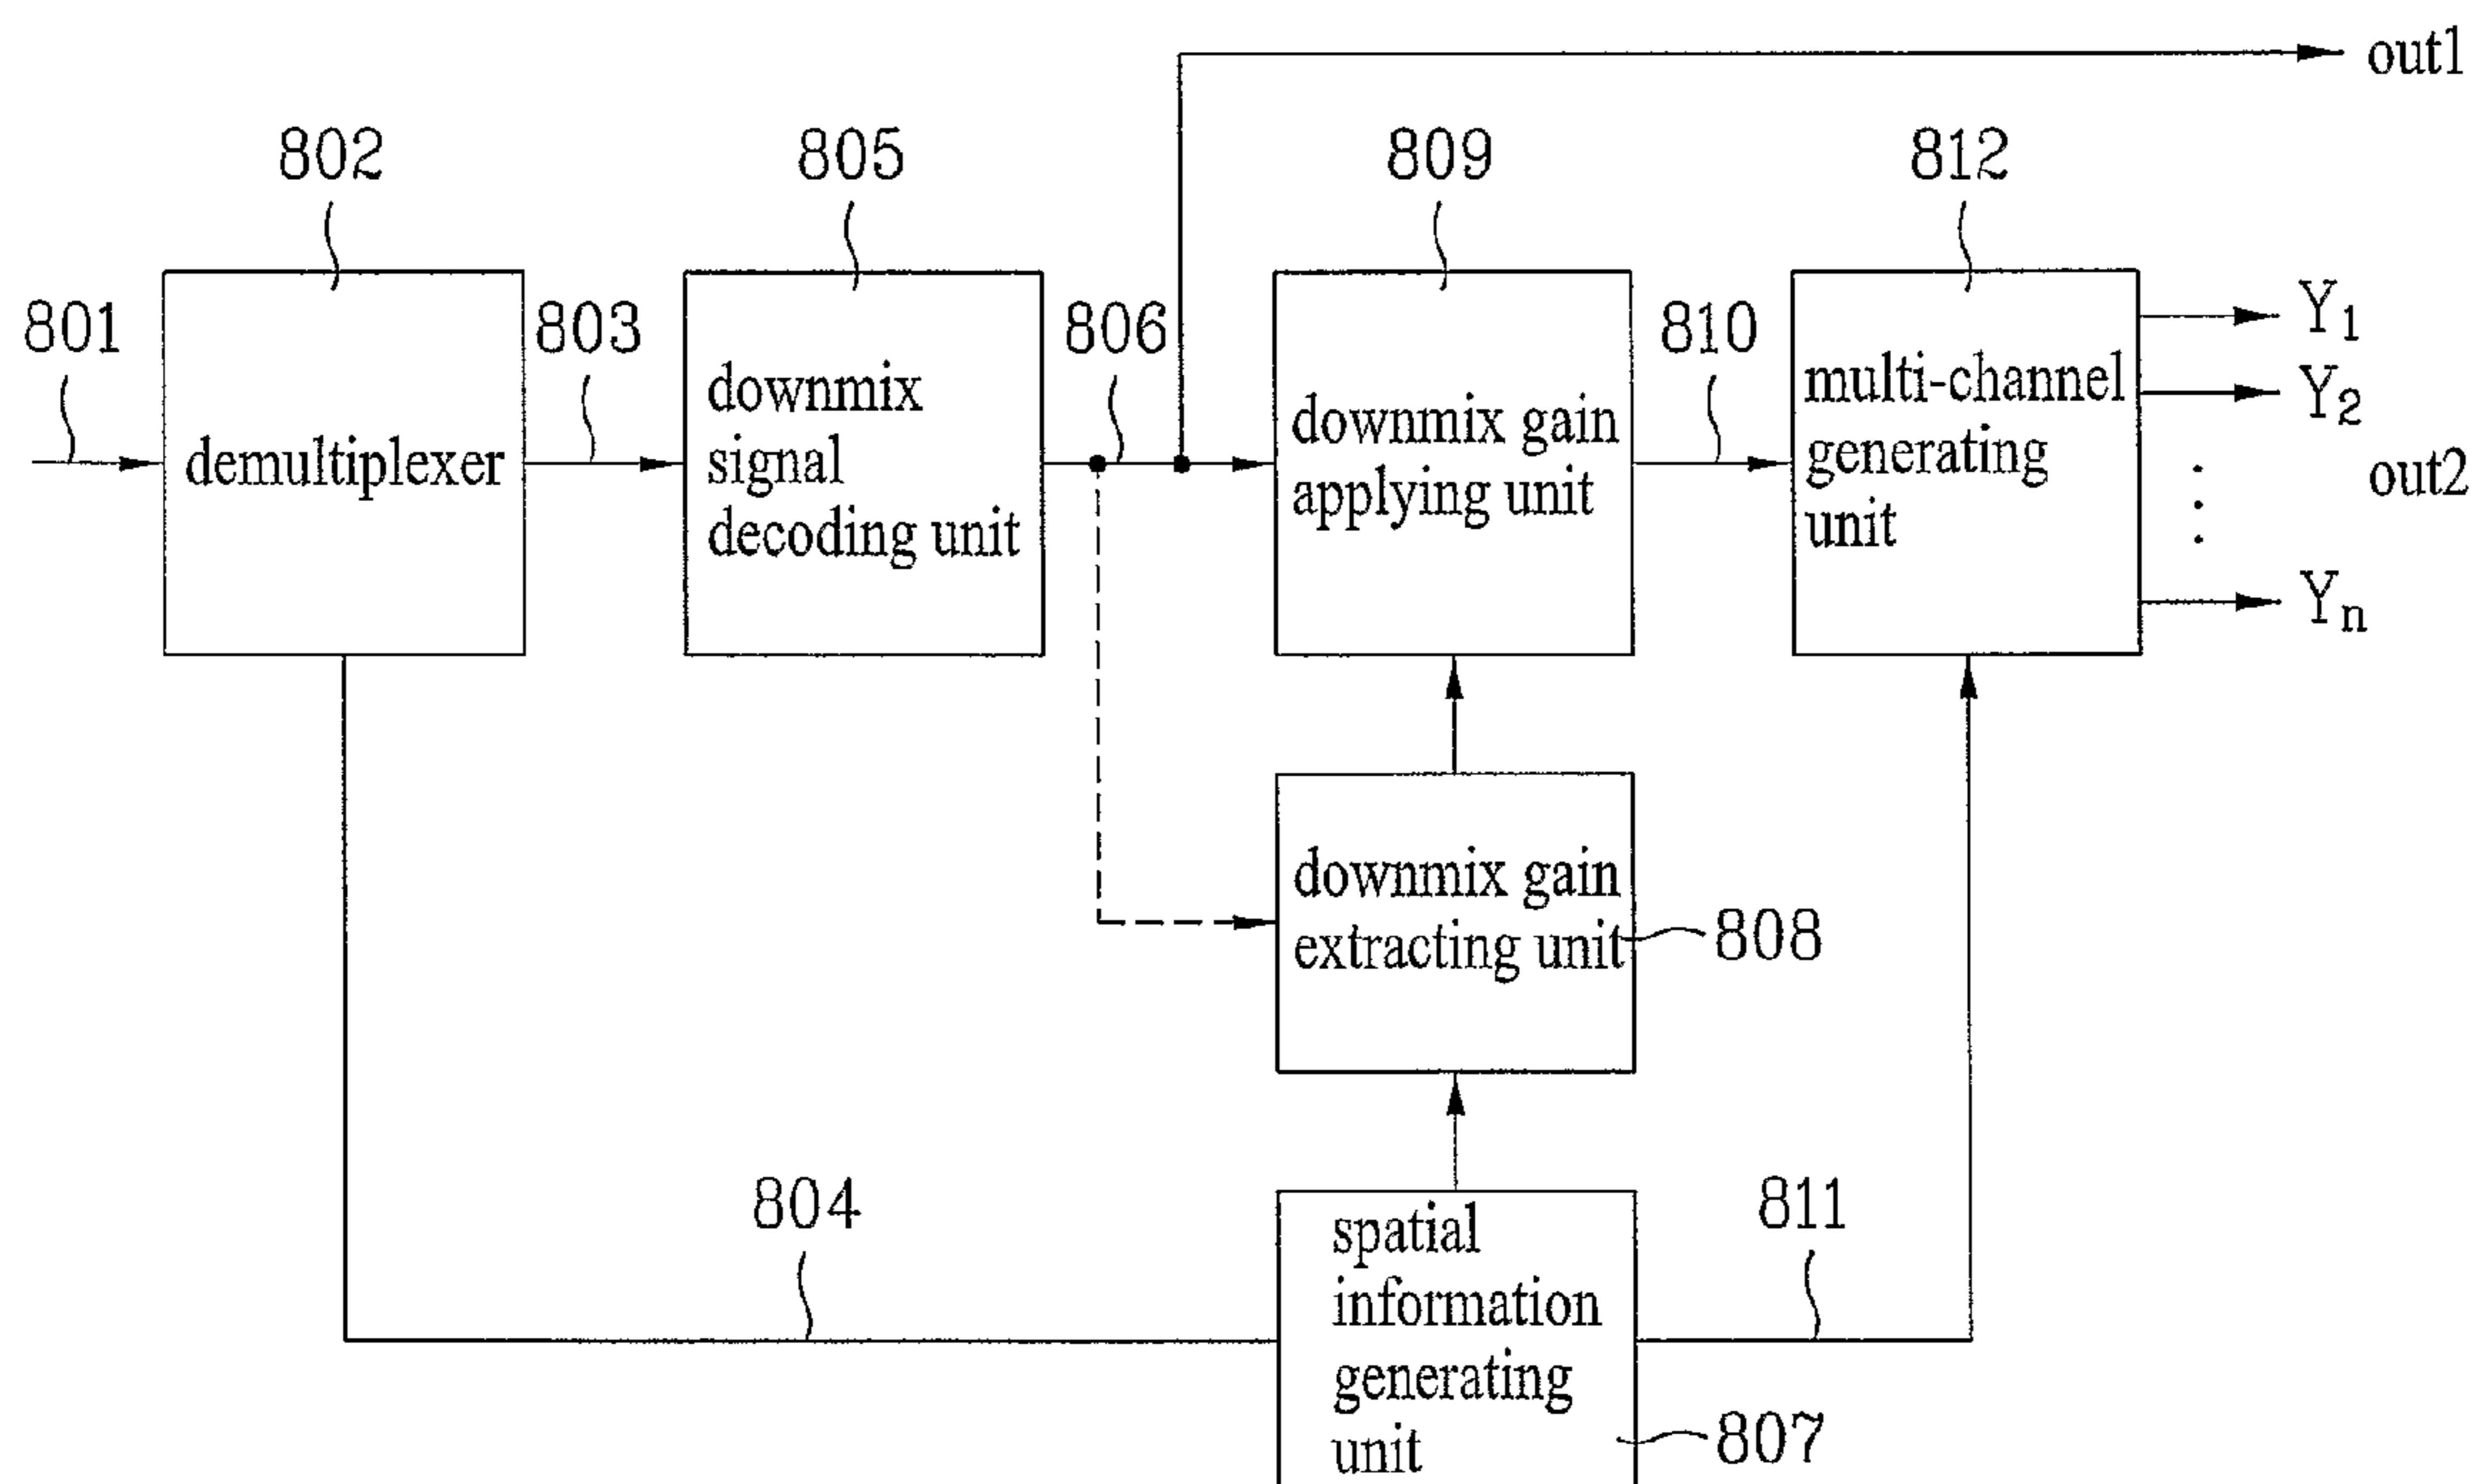 out1
802
805
809
812
801
803
806
810
demultiplexer
downmix
signal
decoding unit
downmix gain
applying unit
multi-channel
generating
unit
Y1
Y2
out2
Yn
downmix gain
extracting unit
808
804
811
spatial
information
generating
unit
807